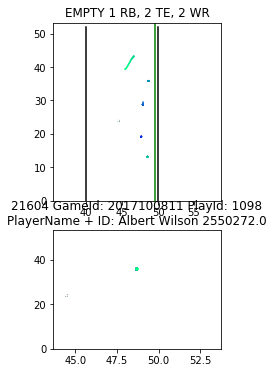 EMPTY 1 RB, 2 TE, 2 WR
50
40
30
20
10
0
40 45 50 55
21604 GameId: 2017100811 PlayId: 1098
PlayerName + ID: Albert Wilson 2550272.0
40
20
0
45.0 47.5 50.0 52.5